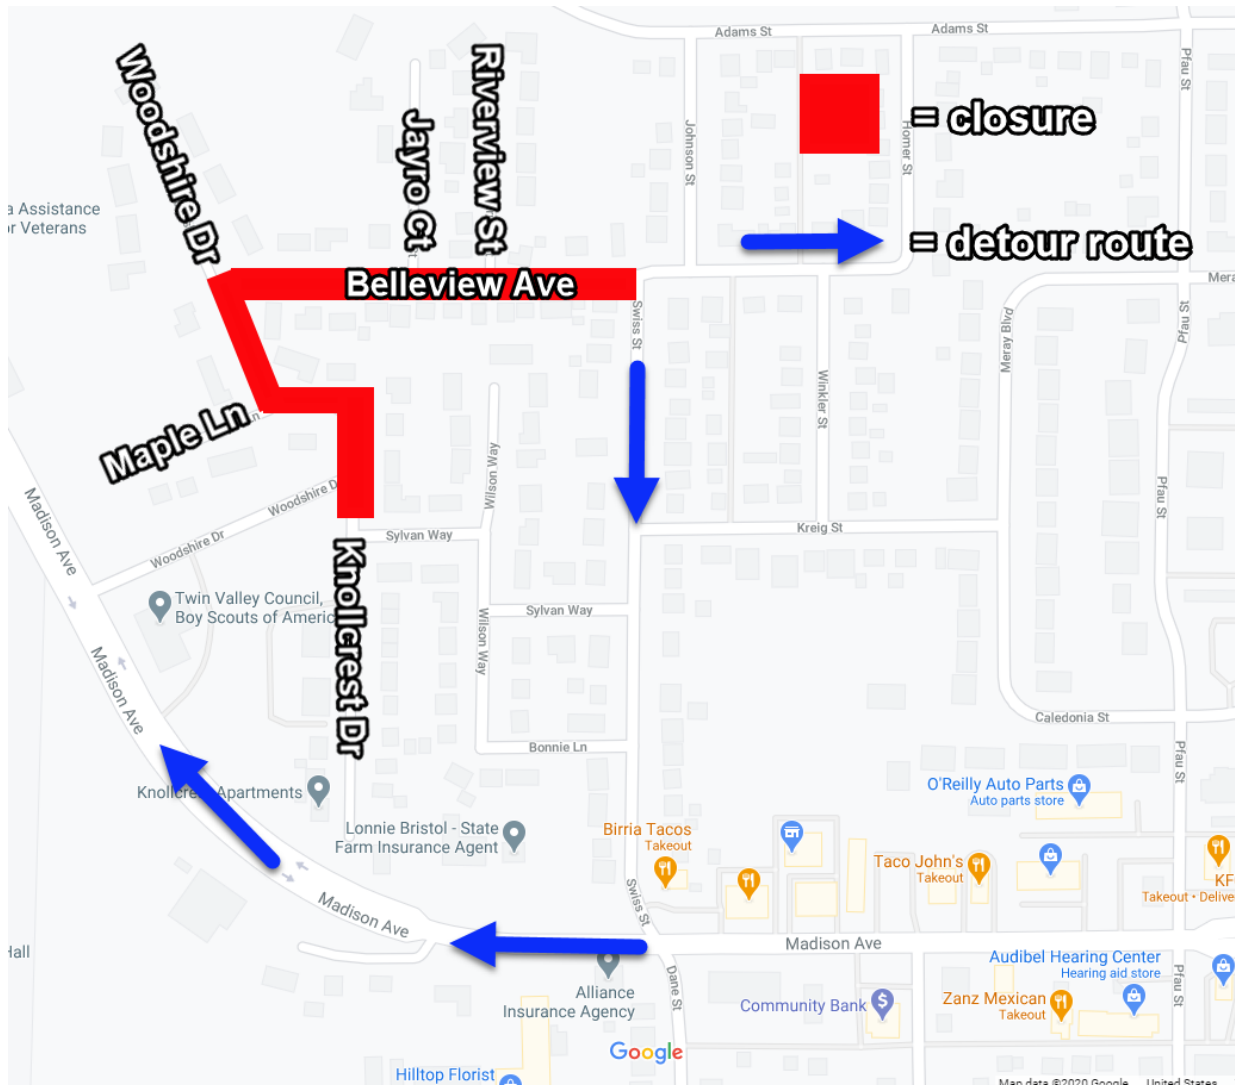 Adams St
Adams St
Woodshire Dr
Riverview St
Jayro Ct
Johnson St
Homer St
Pfau St
= closure
a Assistance
or Veterans
= detour route
Belleview Ave
Mera
Swiss St
Meray Blvd
Pfau St
Winkler St
Maple Ln
Ln
Wilson Way
Madison Ave
Woodshire D
Pfau St
Kreig St
Sylvan Way
Woodshire Dr
Knollcrest Dr
Twin Valley Council,
Boy Scouts of Americ
Sylvan Way
Wilson Way
Madison Ave
Caledonia St
Bonnie Ln
Pfau St
Knollcre Apartments
O'Reilly Auto Parts
Auto parts store
Lonnie Bristol - State
Farm Insurance Agent
Birria Tacos
Takeout
Taco John's
Takeout
KF
Takeout • Delive
Swiss St
Madison Ave
Madison Ave
Hall
Audibel Hearing Center
Hearing aid store
Dane St
Pfau St
Alliance
Insurance Agency
Community Bank
$
Zanz Mexican
Takeout
Google
Hilltop Florist
Map data ©2020 Google
United States